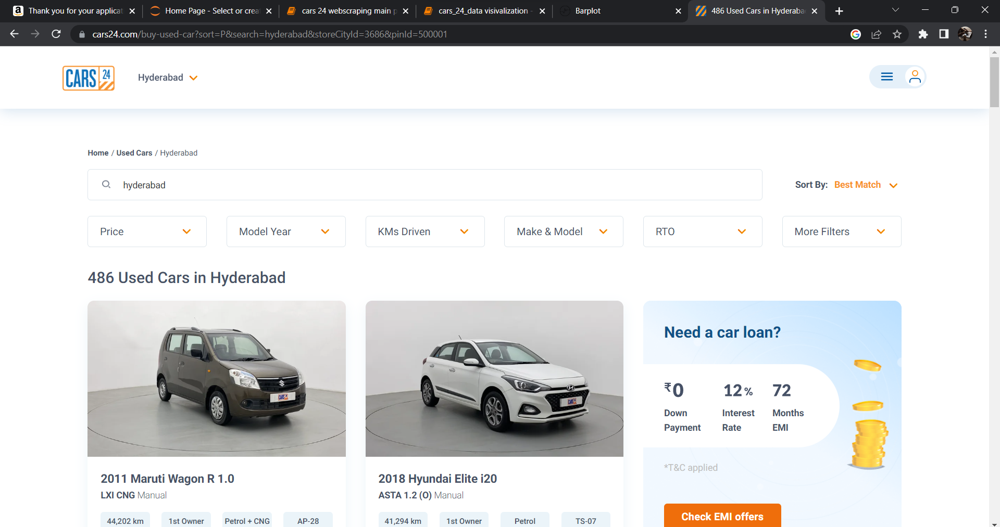 Thank you for your applicat
Home Page - Select or crea
cars 24 webscraping main p
cars_24_data visivalization -
Barplot
486 Used Cars in Hyderaba
cars24.com/buy-used-car?sort=P&search=hyderabad&storeCityId=3686&pinId=500001
CARS 24
Hyderabad
Home / Used Cars / Hyderabad
hyderabad
Sort By: Best Match
Price
Model Year
KMs Driven
Make & Model
RTO
More Filters
486 Used Cars in Hyderabad
CARS24
2011 Maruti Wagon R 1.0
LXI CNG Manual
44,202 km
1st Owner
Petrol + CNG
AP-28
CARS24
2018 Hyundai Elite i20
ASTA 1.2 (O) Manual
41,294 km
1st Owner
Petrol
TS-07
Need a car loan?
₹0
Down
Payment
12%
Interest
Rate
72
Months
EMI
*T&C applied
Check EMI offers